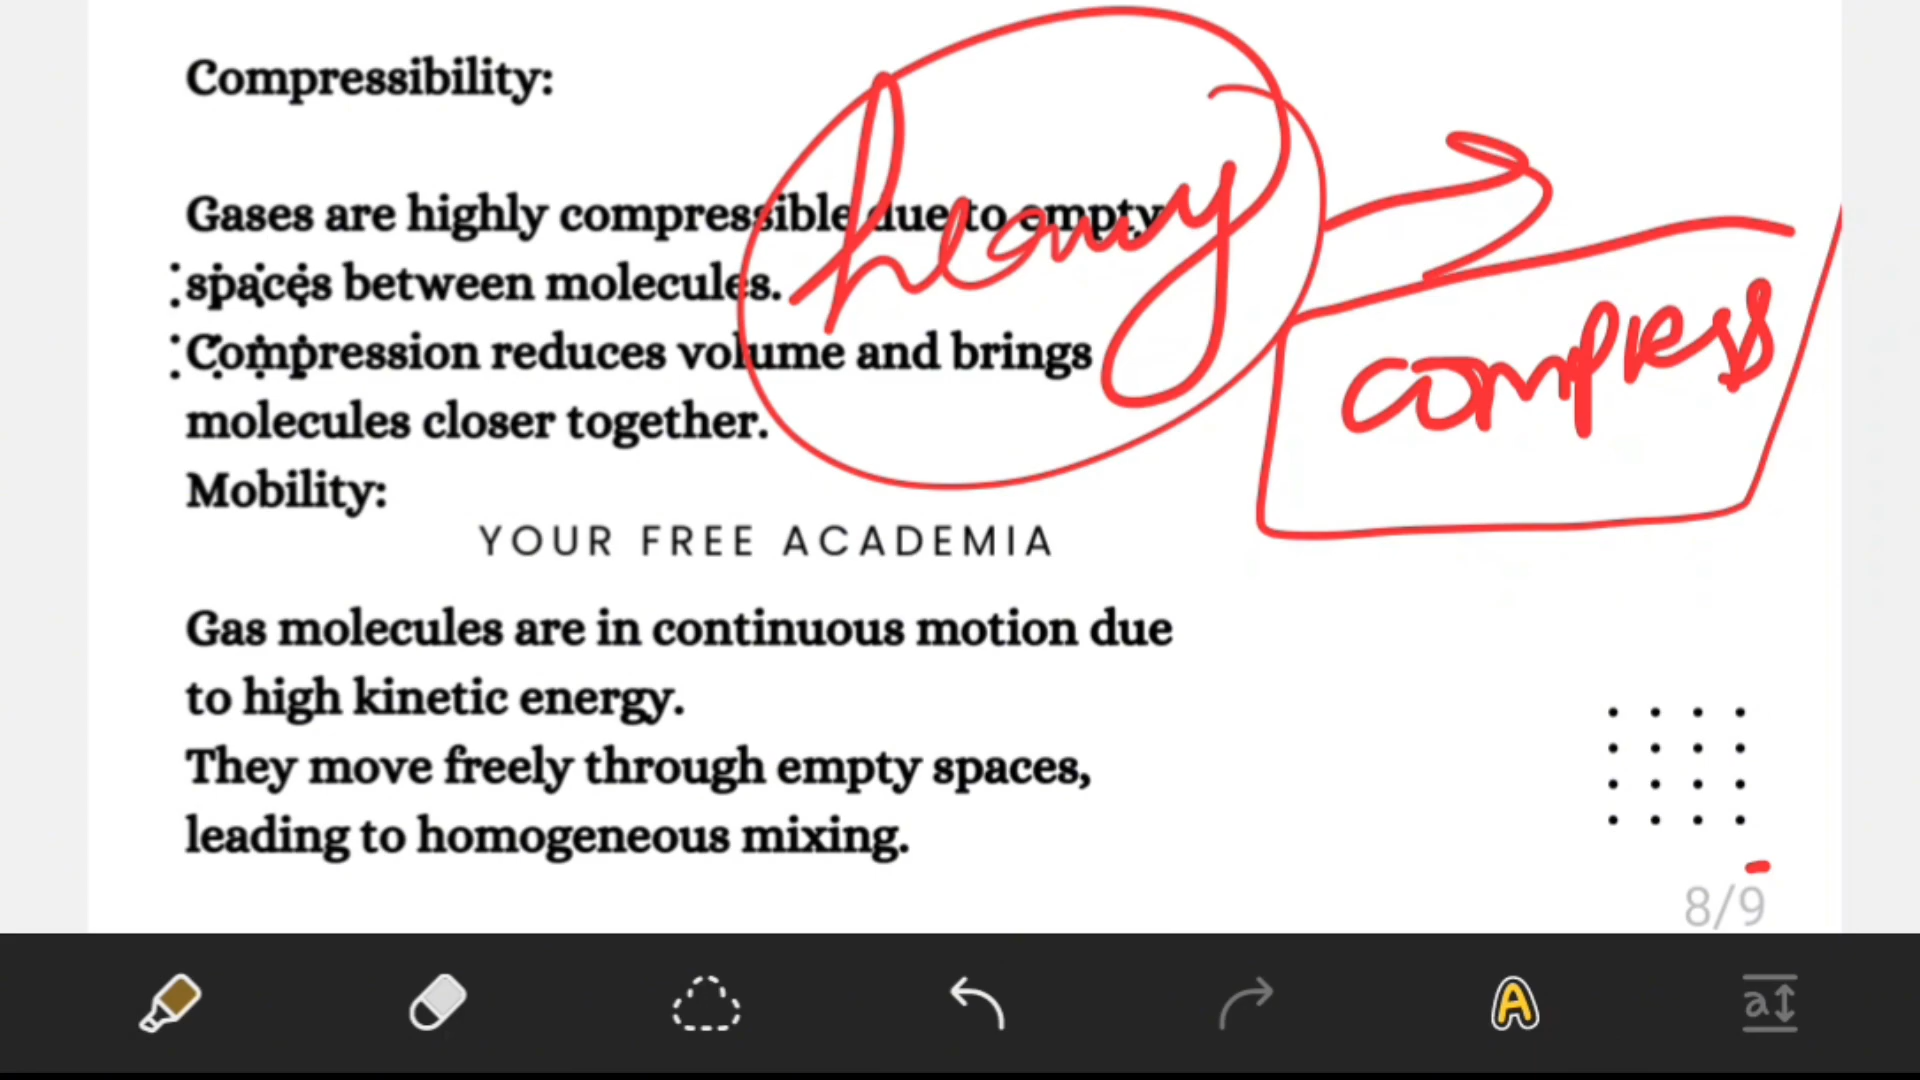 Compressibility:
Gases are highly compressible due to empty
spaces between molecules.
heavy
compress
Compression reduces volume and brings
molecules closer together.
Mobility:
YOUR FREE ACADEMIA
Gas molecules are in continuous motion due
to high kinetic energy.
They move freely through empty spaces,
leading to homogeneous mixing.
8/9
A
a